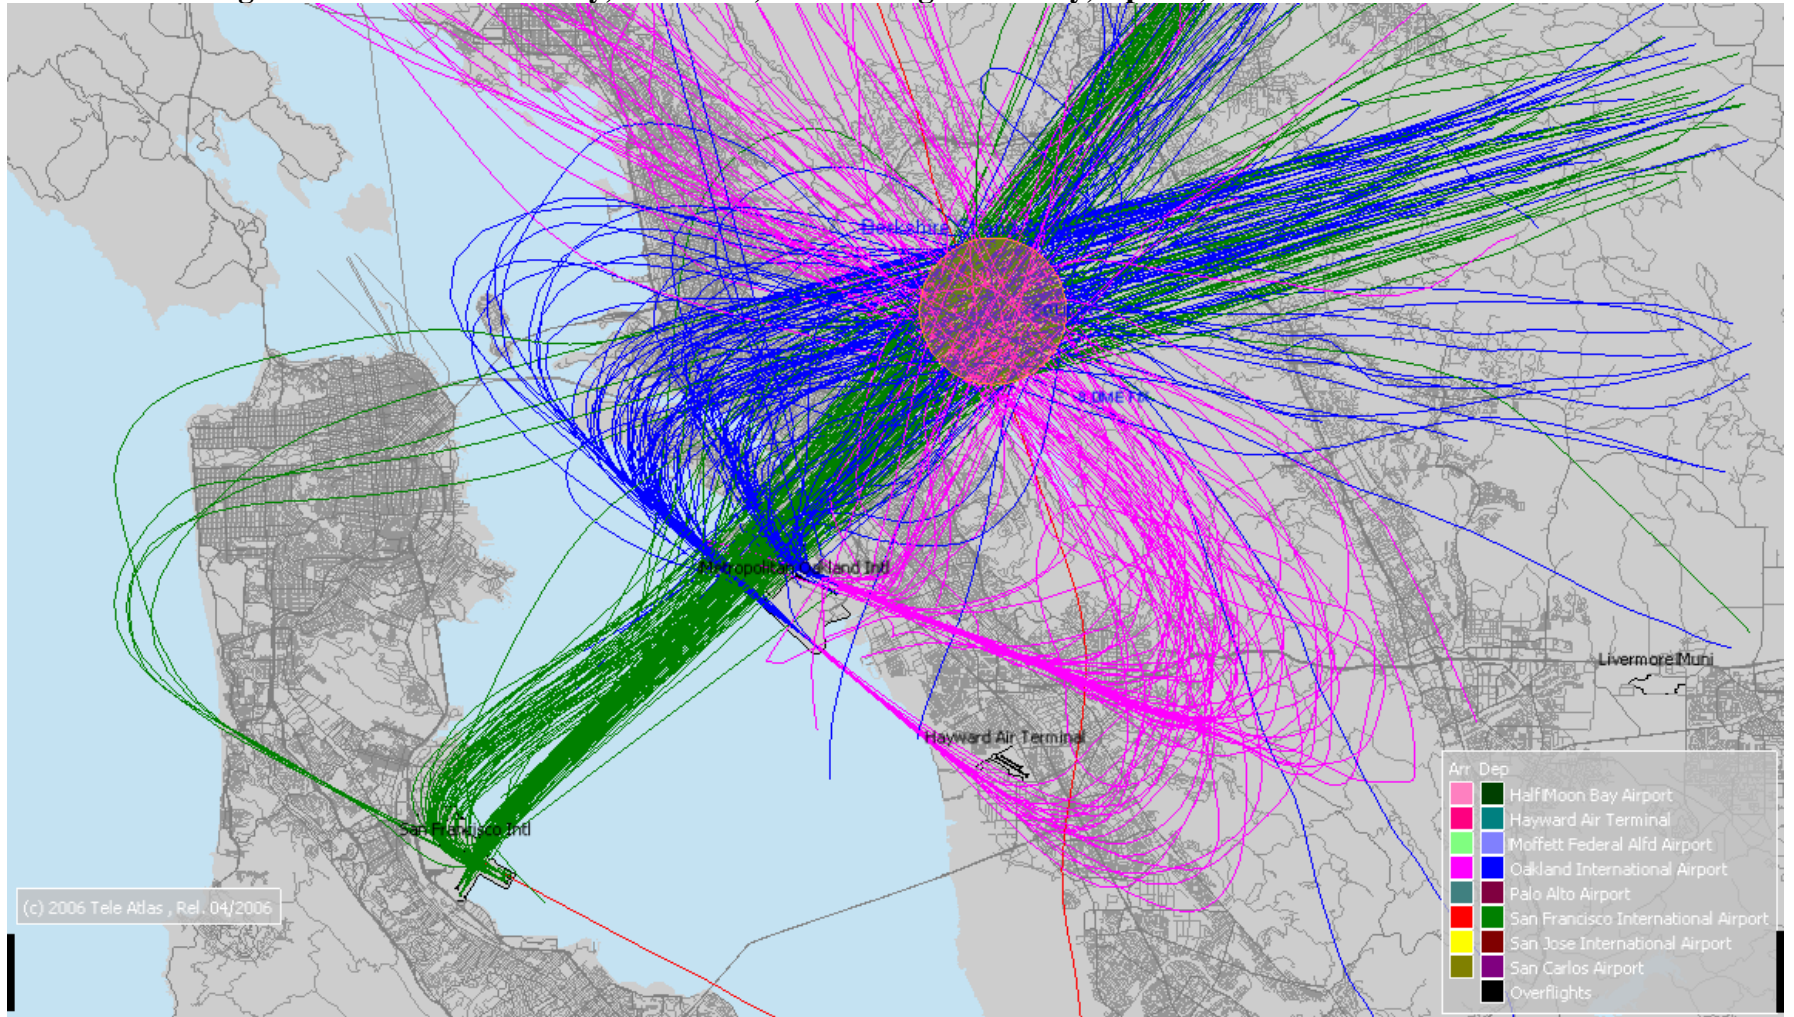 Metropolitan Oakland Intl
Livermore Muni
Hayward Air Terminal
San Francisco Intl
(c) 2006 Tele Atlas , Rel. 04/2006
Arr Dep
Half Moon Bay Airport
Hayward Air Terminal
Moffett Federal Alfd Airport
Oakland International Airport
Palo Alto Airport
San Francisco International Airport
San Jose International Airport
San Carlos Airport
Overflights